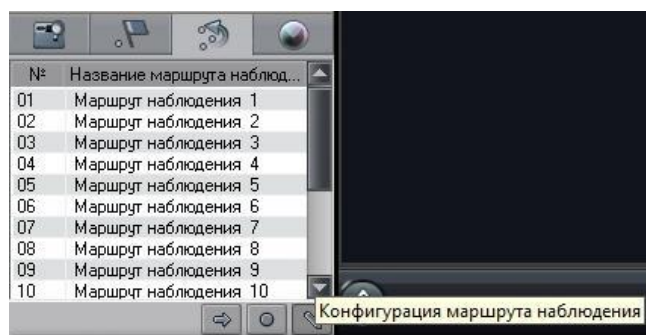 № Название маршрута наблюд...
01 Маршрут наблюдения 1
02 Маршрут наблюдения 2
03 Маршрут наблюдения 3
04 Маршрут наблюдения 4
05 Маршрут наблюдения 5
06 Маршрут наблюдения 6
07 Маршрут наблюдения 7
08 Маршрут наблюдения 8
09 Маршрут наблюдения 9
10 Маршрут наблюдения 10
Конфигурация маршрута наблюдения